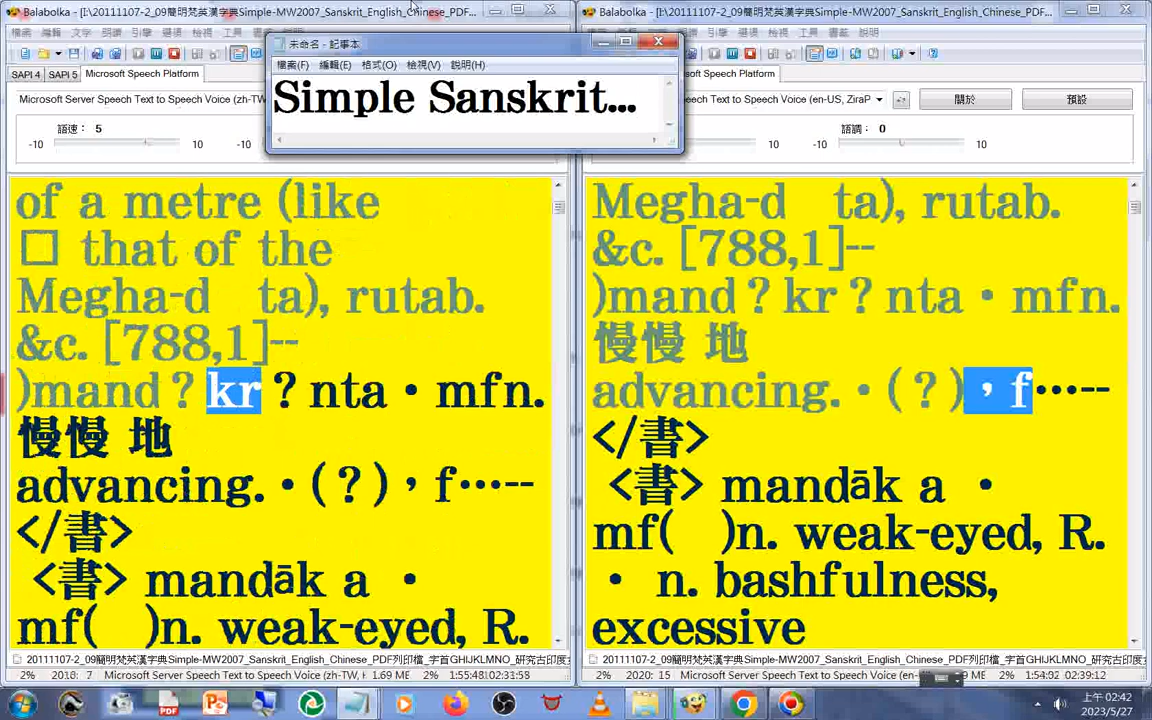 Balabolka - [I:\20111107-2_09簡明梵英漢字典Simple-MW2007_Sanskrit_English_Chinese_PDF...
Balabolka - [I:\20111107-2_09簡明梵英漢字典Simple-MW2007_Sanskrit_English_Chinese_PDF...
未命名 - 記事本
檔案(F) 編輯(E) 格式(O) 檢視(V) 說明(H)
Simple Sanskrit...
SAPI 4 SAPI 5 Microsoft Speech Platform
Speech Platform
Microsoft Server Speech Text to Speech Voice (zh-TW,
eech Text to Speech Voice (en-US, ZiraP
關於
預設
語速： 5
語調： 0
-10 10 -10
10 -10 10
of a metre (like
□ that of the
Megha-d ta), rutab.
&c. [788,1]--
)mand？kr？nta‧mfn.
慢慢 地
advancing.‧(？)，f…--
</書>
<書> mandāk a ‧
mf( )n. weak-eyed, R.
Megha-d ta), rutab.
&c. [788,1]--
)mand？kr？nta‧mfn.
慢慢 地
advancing.‧(？)，f…--
</書>
<書> mandāk a ‧
mf( )n. weak-eyed, R.
‧ n. bashfulness,
excessive
20111107-2_09簡明梵英漢字典Simple-MW2007_Sanskrit_English_Chinese_PDF列印檔_字首GHIJKLMNO_研究古印度
20111107-2_09簡明梵英漢字典Simple-MW2007_Sanskrit_English_Chinese_PDF列印檔_字首GHIJKLMNO_研究古印度
2% 2018: 7 Microsoft Server Speech Text to Speech Voice (zh-TW, 1.69 MB 2% 1:55:48
2% 2020: 15 Microsoft Server Speech Text to Speech 1% 1:54:02 02:39:12
上午 02:42
2023/5/27